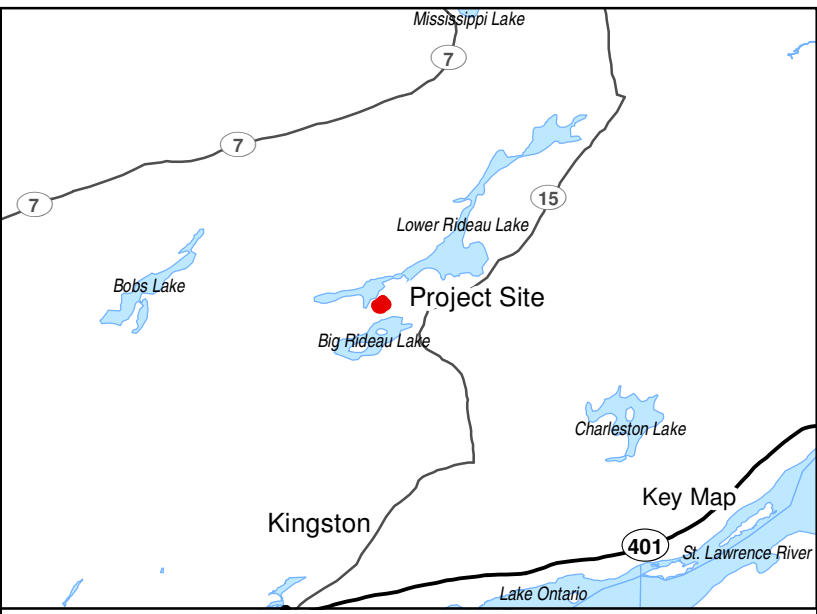 Mississippi Lake
7
7
15
7
Lower Rideau Lake
Bobs Lake
Project Site
Big Rideau Lake
Charleston Lake
Key Map
Kingston
401
St. Lawrence River
Lake Ontario